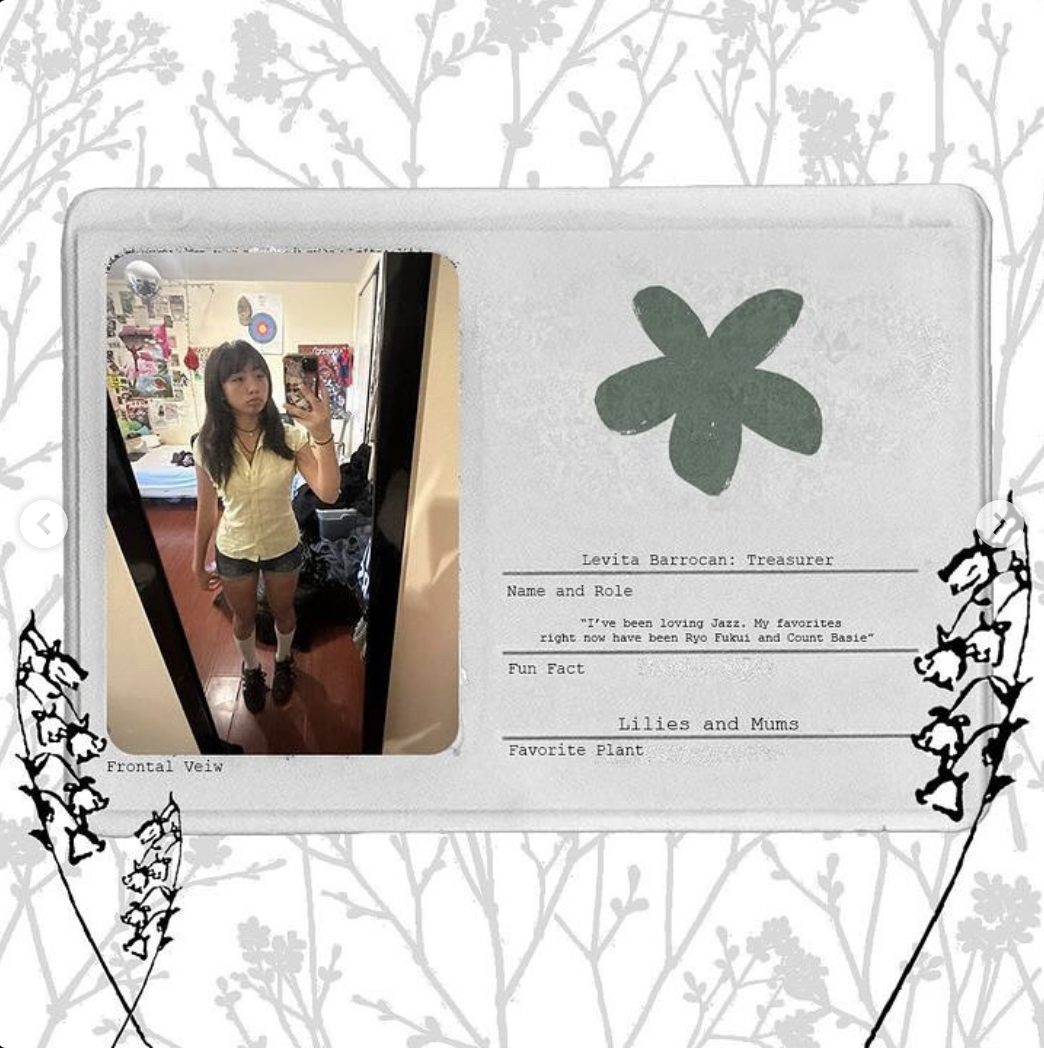 Levita Barrocan: Treasurer
Name and Role
"I've been loving Jazz. My favorites
right now have been Ryo Fukui and Count Basie"
Fun Fact
Lilies and Mums
Favorite Plant
Frontal Veiw